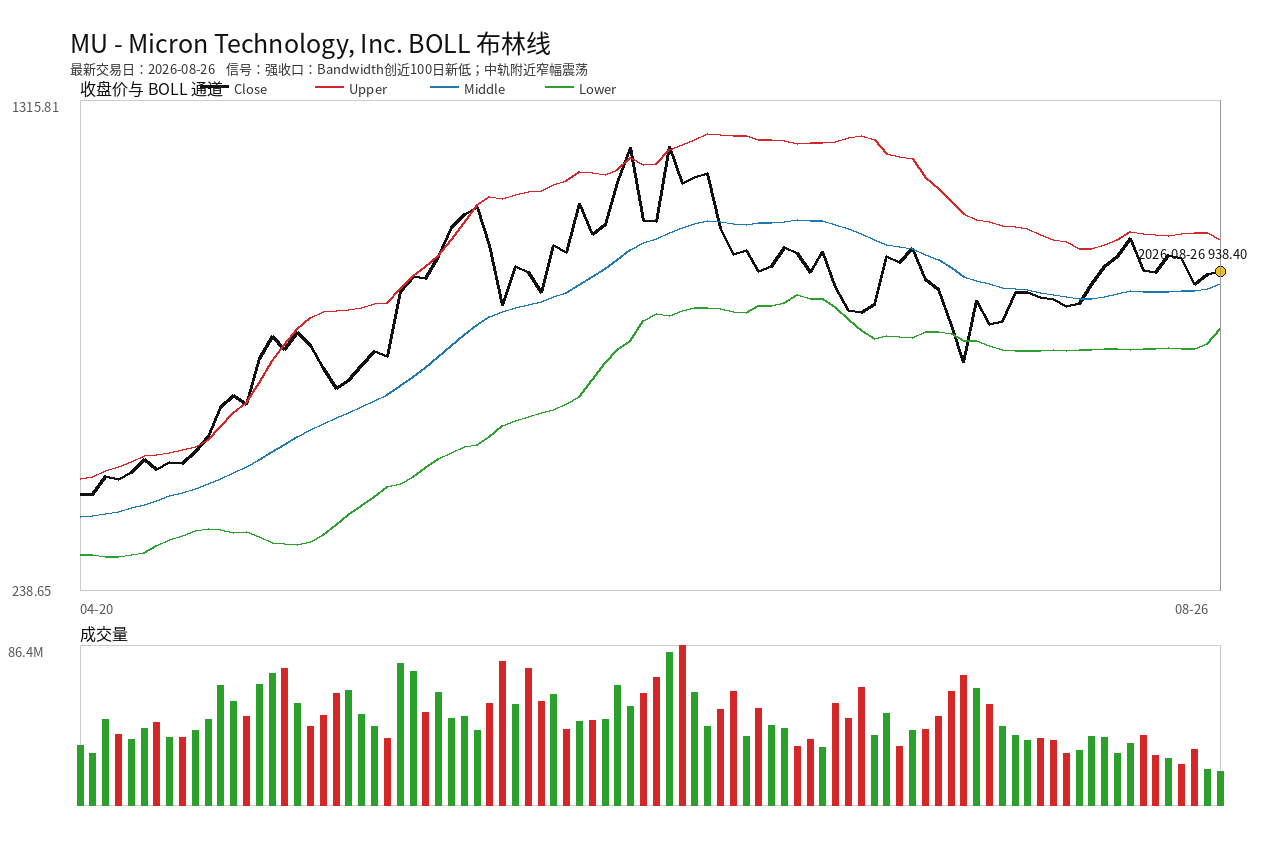 MU - Micron Technology, Inc. BOLL 布林线
最新交易日：2026-08-26 信号：强收口：Bandwidth创近100日新低；中轨附近窄幅震荡
收盘价与 BOLL 通道 Close Upper Middle Lower
1315.81
2026-08-26 938.40
238.65
04-20 08-26
成交量
86.4M